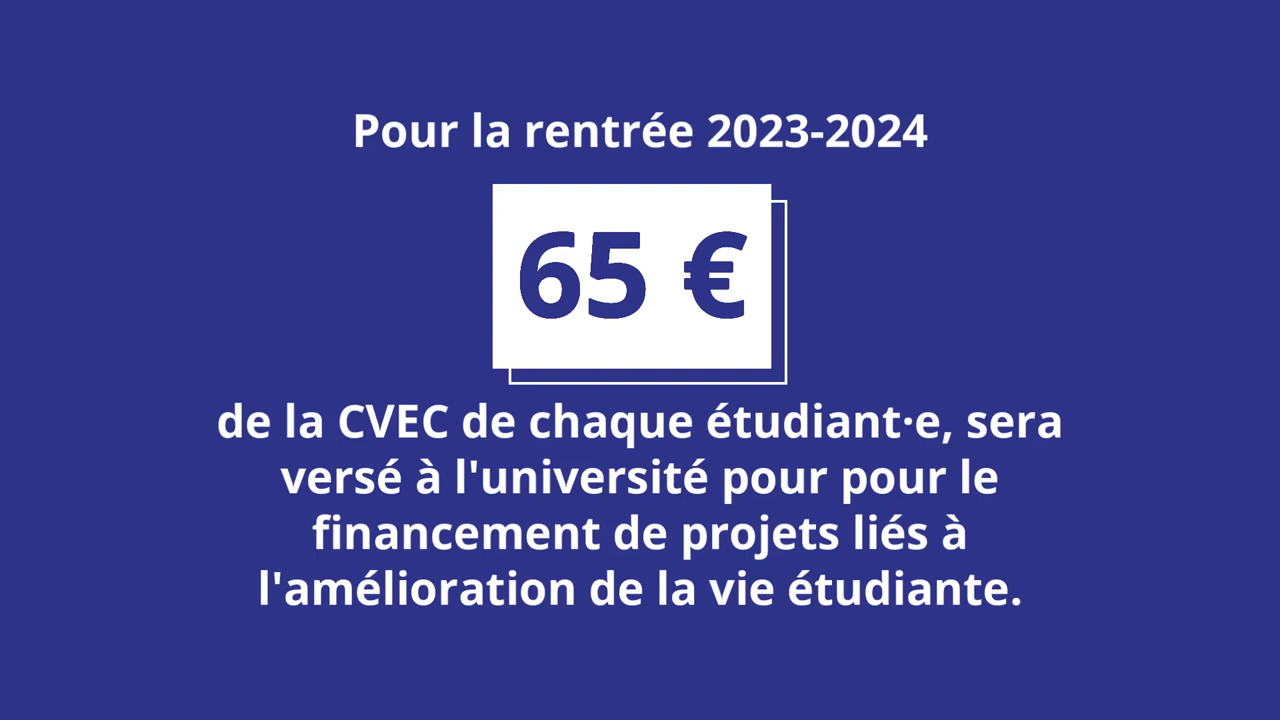 Pour la rentrée 2023-2024
65 €
de la CVEC de chaque étudiant·e, sera
versé à l'université pour pour le
financement de projets liés à
l'amélioration de la vie étudiante.